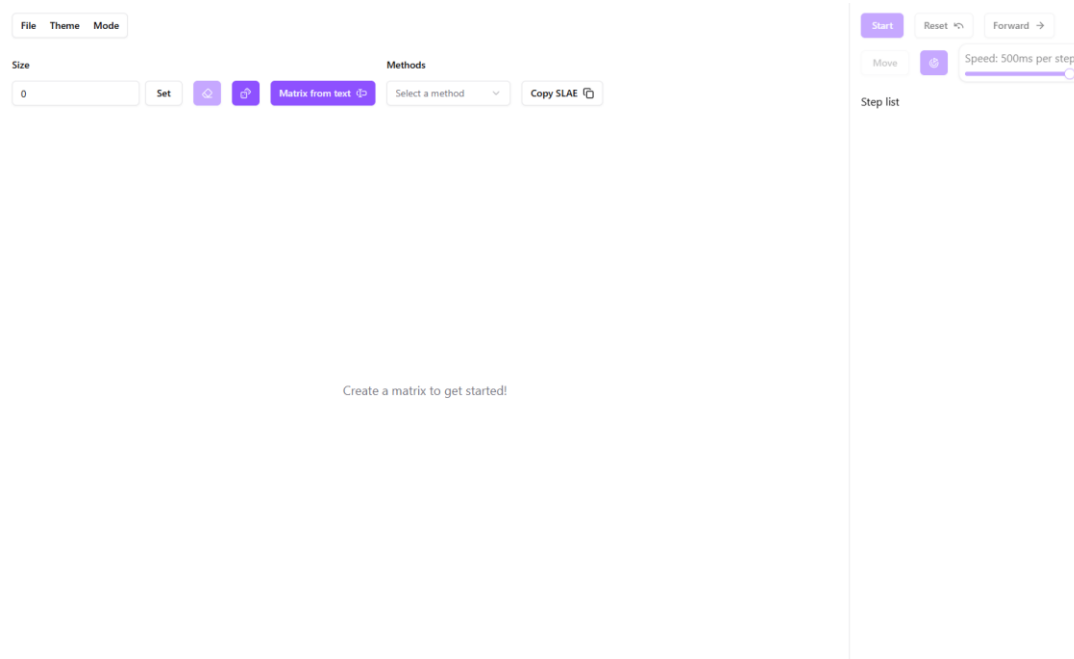 File Theme Mode
Start Reset Forward
Size Methods
Move Speed: 500ms per step
0 Set Matrix from text Select a method Copy SLAE
Step list
Create a matrix to get started!